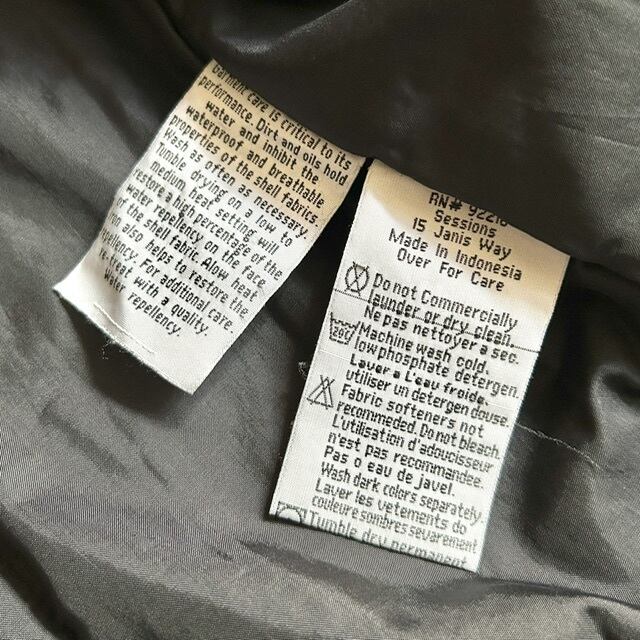 Garment care is critical to its
performance. Dirt and oils hold
water and inhibit the
waterproof and breathable
properties of the shell fabrics.
Wash as often as necessary
Tumble drying on a low to
medium heat setting will
restore a high percentage of the
water repellency on the face
of the shell fabric. Alow heat
also helps to restore the
repellency. For additional care.
re-treat with a quality.
water repellency.
RN# 92216
Sessions
15 Janis Way
Made In Indonesia
Over For Care
Do not Commercially
launder or dry clean.
Ne pas nettoyer a sec.
Machine wash cold.
low phosphate detergen.
Laver a L'eau froide.
utiliser un detergen douse.
Fabric softeners not
recommeded. Do not bleach.
L'utilisation d'adoucisseur
n'est pas recommandee.
Pas o eau de javel.
Wash dark colors separately.
Laver les vetements do
couleure sombres sevarement
Tumble dry permanent